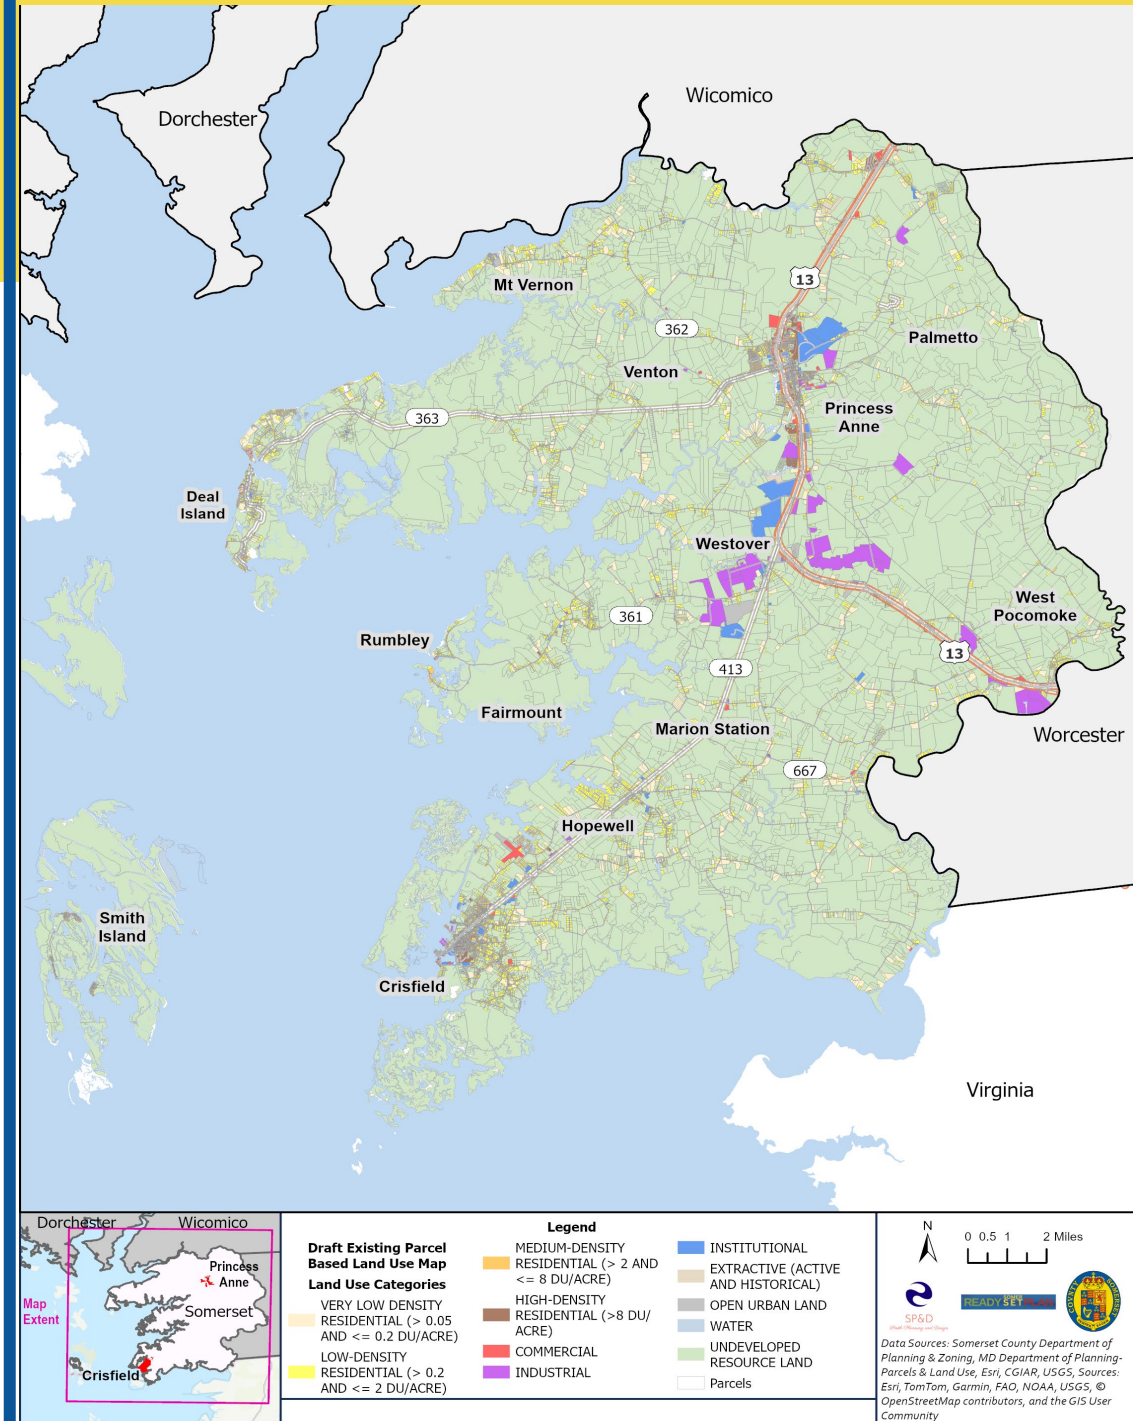 Wicomico
Dorchester
13
Mt Vernon
362
Palmetto
Venton
363
Princess
Anne
Deal
Island
Westover
West
Pocomoke
361
Rumbley
13
413
Fairmount
Marion Station
Worcester
667
Hopewell
Smith
Island
Crisfield
Virginia
Dorchester
Wicomico
Princess
Anne
Map
Extent
Somerset
Crisfield
Legend
Draft Existing Parcel
Based Land Use Map
Land Use Categories
VERY LOW DENSITY
RESIDENTIAL (> 0.05
AND <= 0.2 DU/ACRE)
LOW-DENSITY
RESIDENTIAL (> 0.2
AND <= 2 DU/ACRE)
MEDIUM-DENSITY
RESIDENTIAL (> 2 AND
<= 8 DU/ACRE)
HIGH-DENSITY
RESIDENTIAL (>8 DU/
ACRE)
COMMERCIAL
INDUSTRIAL
INSTITUTIONAL
EXTRACTIVE (ACTIVE
AND HISTORICAL)
OPEN URBAN LAND
WATER
UNDEVELOPED
RESOURCE LAND
Parcels
N
0 0.5 1 2 Miles
SP&D
READY SET PLAN
Data Sources: Somerset County Department of
Planning & Zoning, MD Department of Planning-
Parcels & Land Use, Esri, CGIAR, USGS, Sources:
Esri, TomTom, Garmin, FAO, NOAA, USGS, ©
OpenStreetMap contributors, and the GIS User
Community